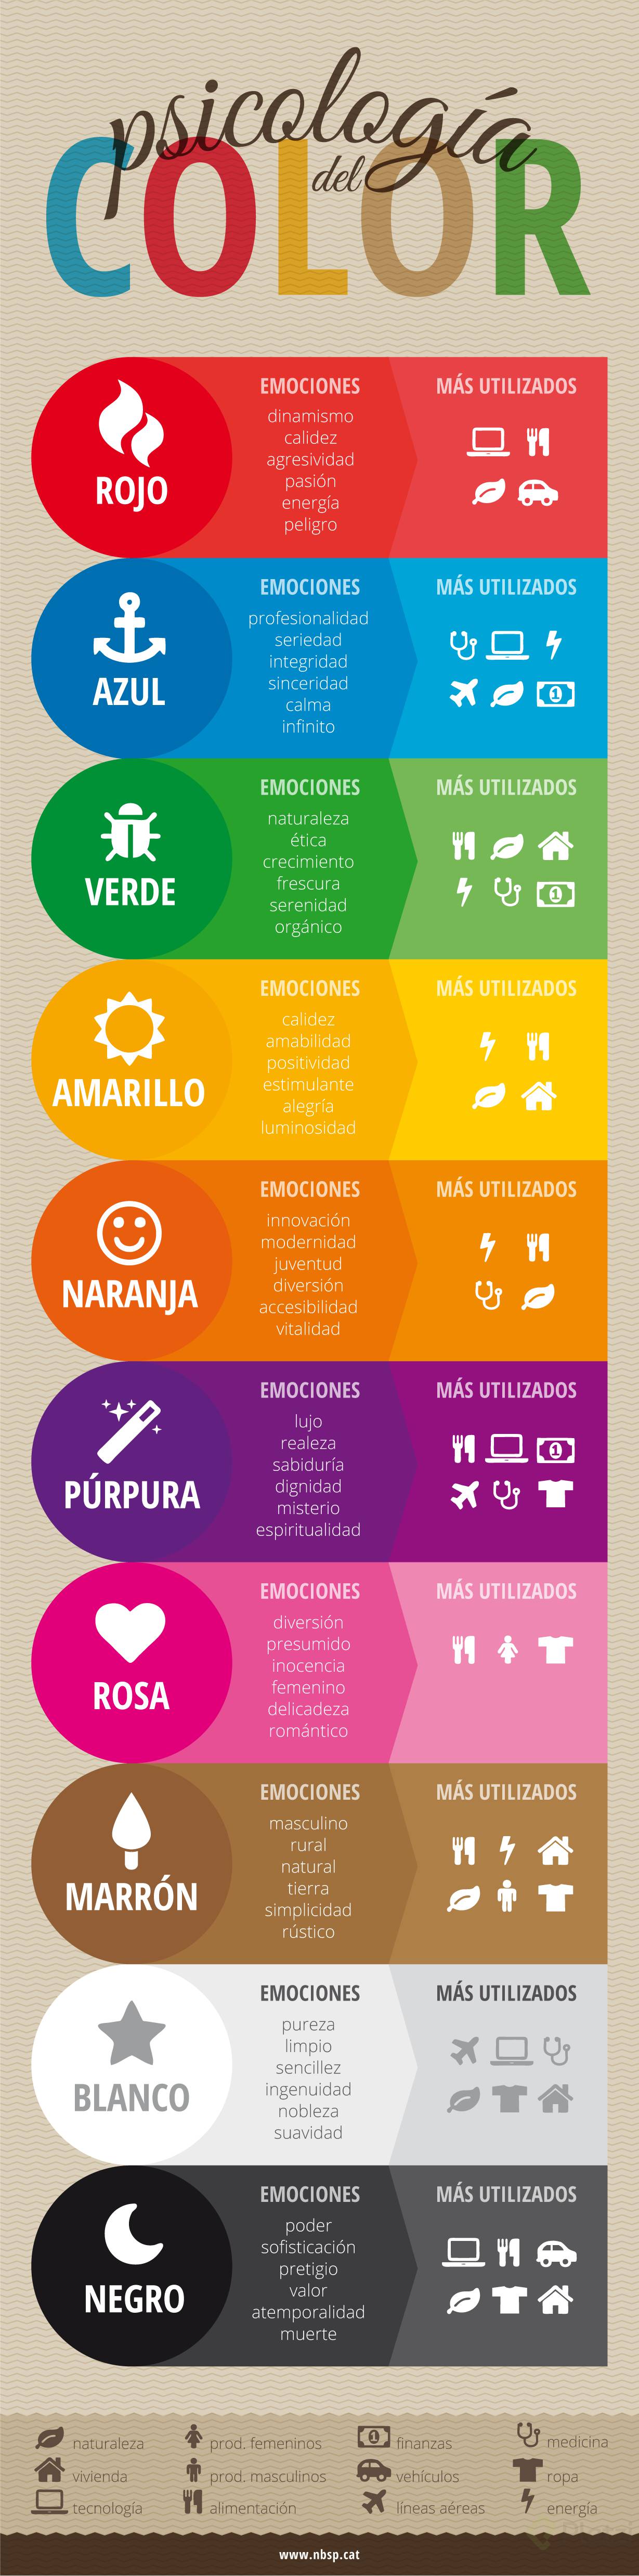 psicología
del
COLOR
ROJO
EMOCIONES
dinamismo
calidez
agresividad
pasión
energía
peligro
MÁS UTILIZADOS
AZUL
EMOCIONES
profesionalidad
seriedad
integridad
sinceridad
calma
infinito
MÁS UTILIZADOS
1
VERDE
EMOCIONES
naturaleza
ética
crecimiento
frescura
serenidad
orgánico
MÁS UTILIZADOS
1
AMARILLO
EMOCIONES
calidez
amabilidad
positividad
estimulante
alegría
luminosidad
MÁS UTILIZADOS
NARANJA
EMOCIONES
innovación
modernidad
juventud
diversión
accesibilidad
vitalidad
MÁS UTILIZADOS
PÚRPURA
EMOCIONES
lujo
realeza
sabiduría
dignidad
misterio
espiritualidad
MÁS UTILIZADOS
1
ROSA
EMOCIONES
diversión
presumido
inocencia
femenino
delicadeza
romántico
MÁS UTILIZADOS
MARRÓN
EMOCIONES
masculino
rural
natural
tierra
simplicidad
rústico
MÁS UTILIZADOS
BLANCO
EMOCIONES
pureza
limpio
sencillez
ingenuidad
nobleza
suavidad
MÁS UTILIZADOS
NEGRO
EMOCIONES
poder
sofisticación
pretigio
valor
atemporalidad
muerte
MÁS UTILIZADOS
naturaleza prod. femeninos 1 finanzas medicina
vivienda prod. masculinos vehículos ropa
tecnología alimentación líneas aéreas energía
www.nbsp.cat